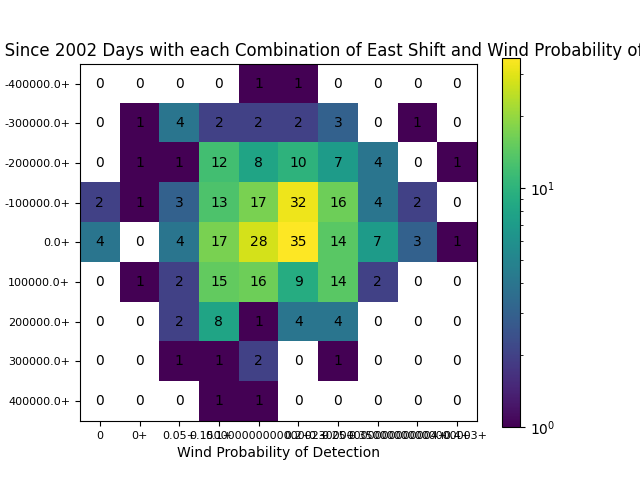 Since 2002 Days with each Combination of East Shift and Wind Probability of
-400000.0+ 0 0 0 0 1 1 0 0 0 0
-300000.0+ 0 1 4 2 2 2 3 0 1 0
-200000.0+ 0 1 1 12 8 10 7 4 0 1
-100000.0+ 2 1 3 13 17 32 16 4 2 0
0.0+ 4 0 4 17 28 35 14 7 3 1
100000.0+ 0 1 2 15 16 9 14 2 0 0
200000.0+ 0 0 2 8 1 4 4 0 0 0
300000.0+ 0 0 1 1 2 0 1 0 0 0
400000.0+ 0 0 0 1 1 0 0 0 0 0
0 0+ 0.05+
Wind Probability of Detection
10¹
10⁰